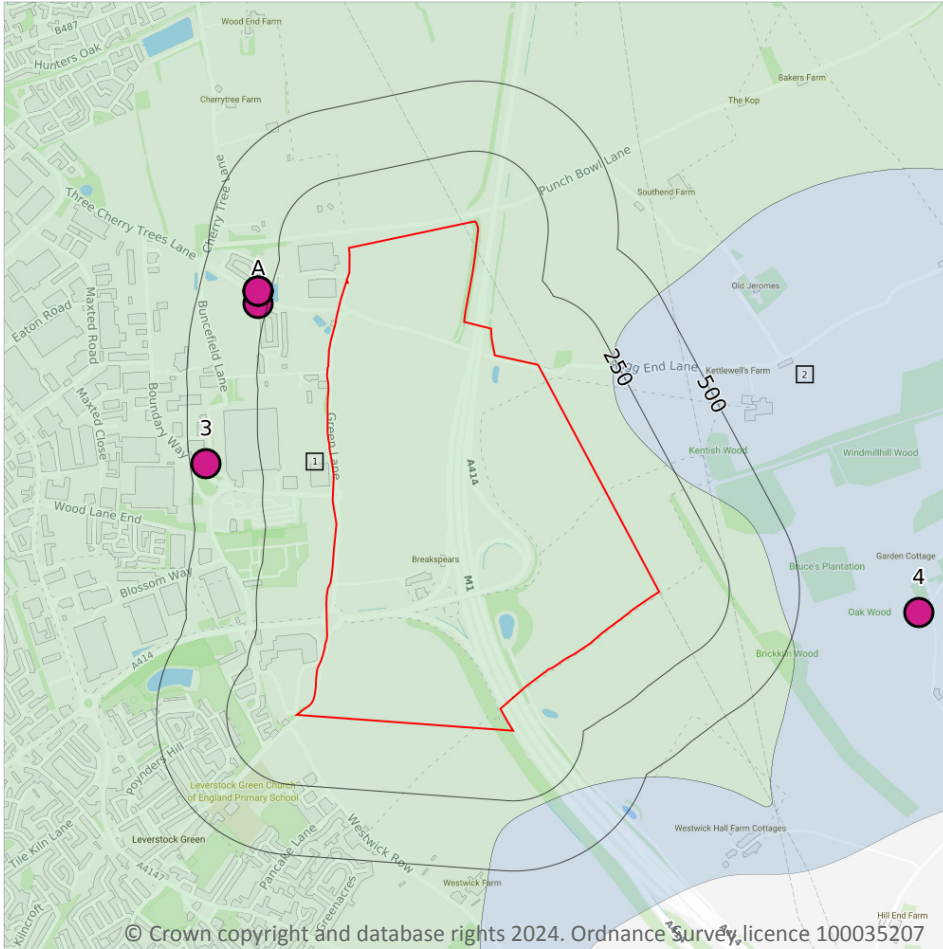 Wood End Farm
B487
Hunters Oak
Bakers Farm
Cherrytree Farm
The Kop
Cherry Tree Lane
Punch Bowl Lane
Southend Farm
Three Cherry Trees Lane
A
Old Jeromes
Eaton Road
Maxted Road
Buncefield Lane
250
gg End Lane
Kettlewell's Farm
2
500
Boundary Way
Maxted Close
3
Green Lane
1
Kentish Wood
Windmillhill Wood
A414
Wood Lane End
Breakspears
Garden Cottage
Bruce's Plantation
4
Blossom Way
M1
Oak Wood
A414
Brickkiln Wood
Poynders Hill
Leverstock Green Church
of England Primary School
Westwick Hall Farm Cottages
Leverstock Green
Tile Kiln Lane
Pancake Lane
Westwick Row
A4147
Greenacres
Westwick Farm
Kilncroft
Hill End Farm
© Crown copyright and database rights 2024. Ordnance Survey licence 100035207